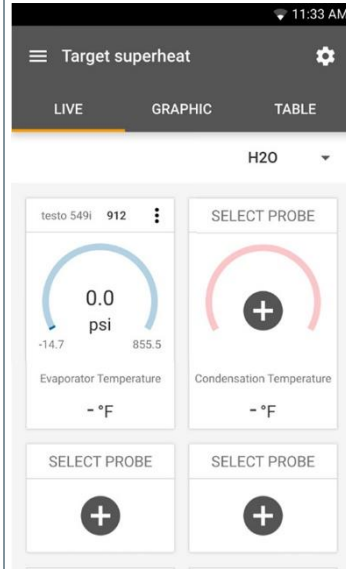 11:33 AM
Target superheat
LIVE GRAPHIC TABLE
H2O
testo 549i 912
SELECT PROBE
0.0
psi
-14.7 855.5
Evaporator Temperature
Condensation Temperature
- °F
- °F
SELECT PROBE
SELECT PROBE